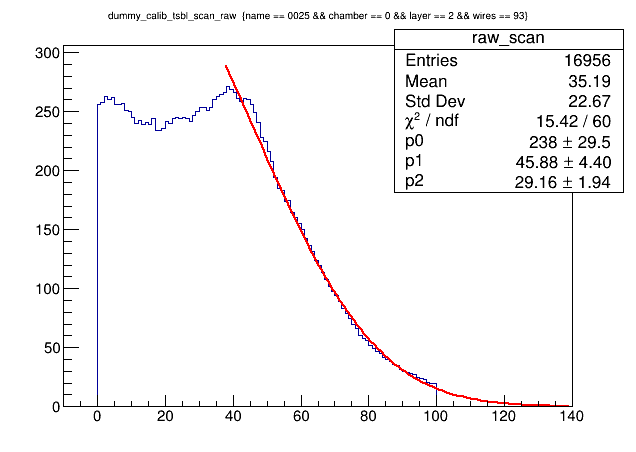 dummy_calib_tsbl_scan_raw {name == 0025 && chamber == 0 && layer == 2 && wires == 93}
raw_scan
Entries 16956
Mean 35.19
Std Dev 22.67
χ² / ndf 15.42 / 60
p0 238 ± 29.5
p1 45.88 ± 4.40
p2 29.16 ± 1.94
300
250
200
150
100
50
0
0 20 40 60 80 100 120 140